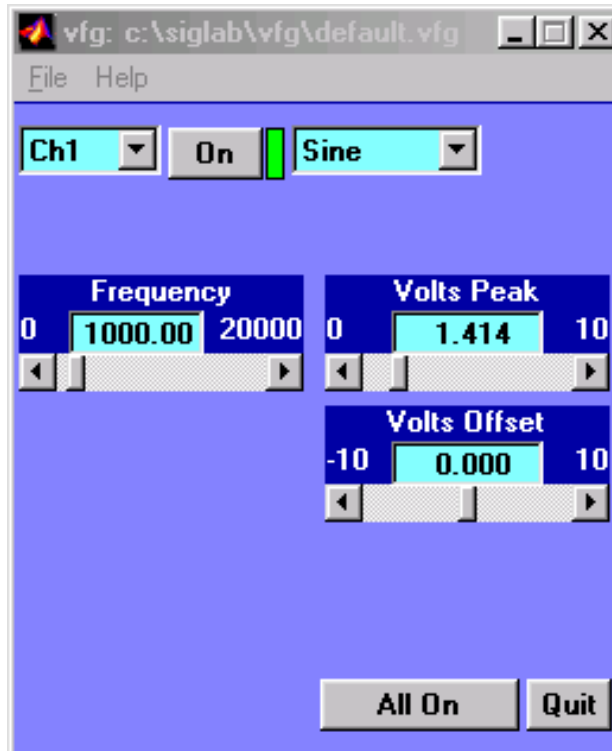 vfg: c:\siglab\vfg\default.vfg
File Help
Ch1 On Sine
Frequency Volts Peak
0 1000.00 20000 0 1.414 10
Volts Offset
-10 0.000 10
All On Quit